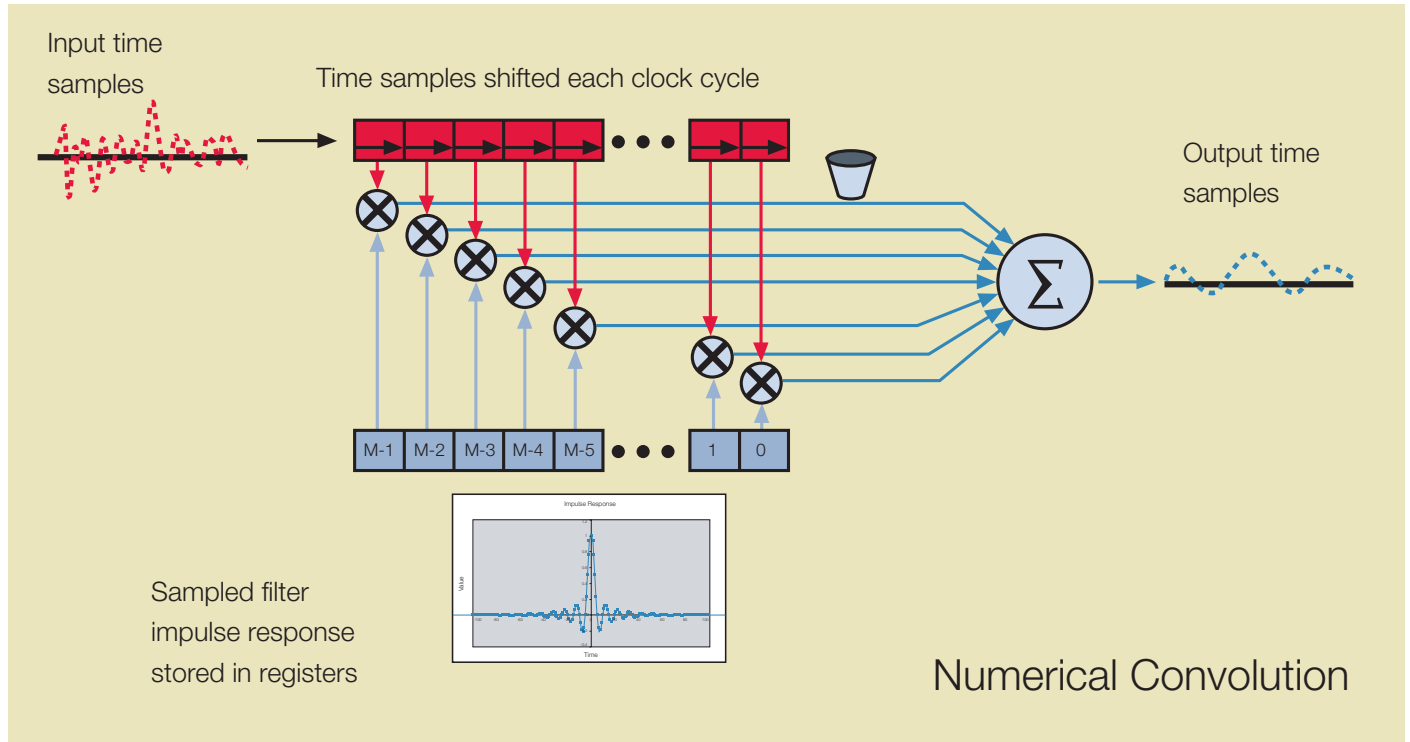 Input time
samples
Time samples shifted each clock cycle
Output time
samples
Σ
M-1 M-2 M-3 M-4 M-5 1 0
Impulse Response
Value
Time
Sampled filter
impulse response
stored in registers
Numerical Convolution